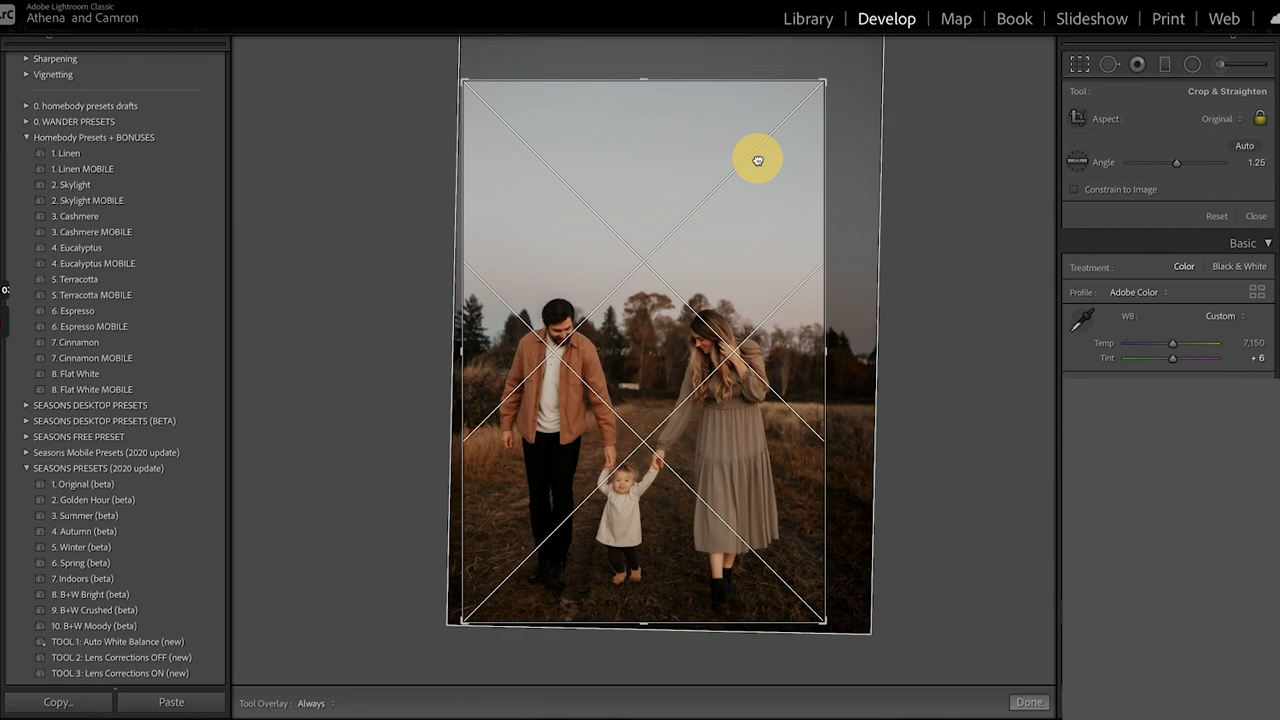 Adobe Lightroom Classic
Athena and Camron
Library | Develop | Map | Book | Slideshow | Print | Web
Sharpening
Vignetting
0. homebody presets drafts
0. WANDER PRESETS
Homebody Presets + BONUSES
1. Linen
1. Linen MOBILE
2. Skylight
2. Skylight MOBILE
3. Cashmere
3. Cashmere MOBILE
4. Eucalyptus
4. Eucalyptus MOBILE
5. Terracotta
5. Terracotta MOBILE
6. Espresso
6. Espresso MOBILE
7. Cinnamon
7. Cinnamon MOBILE
8. Flat White
8. Flat White MOBILE
SEASONS DESKTOP PRESETS
SEASONS DESKTOP PRESETS (BETA)
SEASONS FREE PRESET
Seasons Mobile Presets (2020 update)
SEASONS PRESETS (2020 update)
1. Original (beta)
2. Golden Hour (beta)
3. Summer (beta)
4. Autumn (beta)
5. Winter (beta)
6. Spring (beta)
7. Indoors (beta)
8. B+W Bright (beta)
9. B+W Crushed (beta)
10. B+W Moody (beta)
TOOL 1: Auto White Balance (new)
TOOL 2: Lens Corrections OFF (new)
TOOL 3: Lens Corrections ON (new)
Copy...
Paste
Tool Overlay : Always
Done
Tool : Crop & Straighten
Aspect : Original
Auto
Angle 1.25
Constrain to Image
Reset Close
Basic
Treatment : Color Black & White
Profile : Adobe Color
WB : Custom
Temp 7,150
Tint + 6